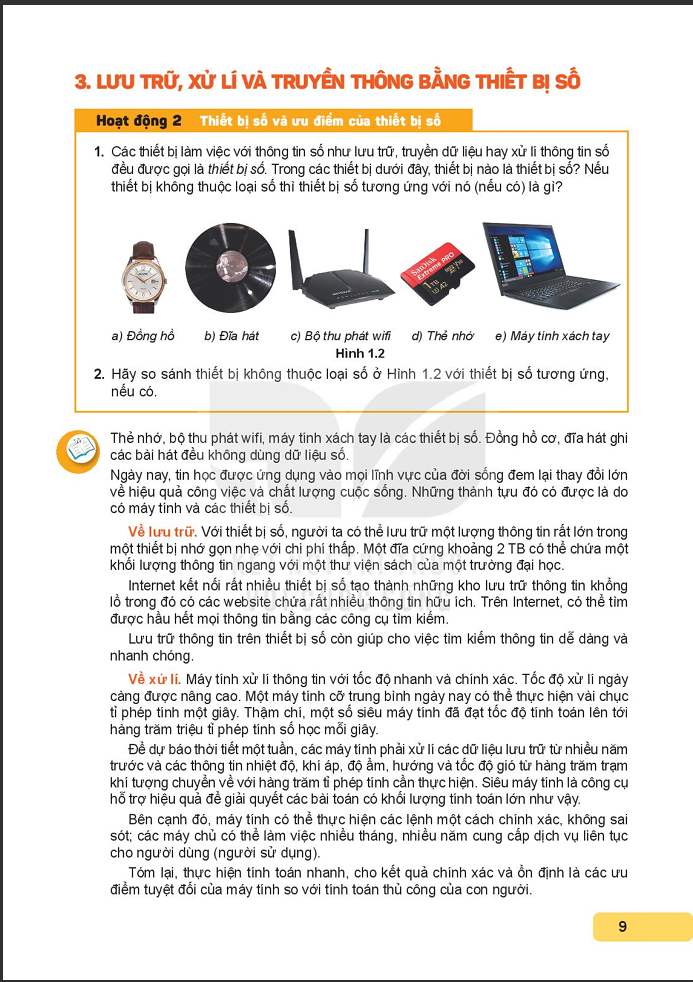 3. LƯU TRỮ, XỬ LÍ VÀ TRUYỀN THÔNG BẰNG THIẾT BỊ SỐ
Hoạt động 2 Thiết bị số và ưu điểm của thiết bị số
1. Các thiết bị làm việc với thông tin số như lưu trữ, truyền dữ liệu hay xử lí thông tin số
đều được gọi là thiết bị số. Trong các thiết bị dưới đây, thiết bị nào là thiết bị số? Nếu
thiết bị không thuộc loại số thì thiết bị số tương ứng với nó (nếu có) là gì?
SanDisk
Extreme PRO
1TB
a) Đồng hồ b) Đĩa hát c) Bộ thu phát wifi d) Thẻ nhớ e) Máy tính xách tay
Hình 1.2
2. Hãy so sánh thiết bị không thuộc loại số ở Hình 1.2 với thiết bị số tương ứng,
nếu có.
Thẻ nhớ, bộ thu phát wifi, máy tính xách tay là các thiết bị số. Đồng hồ cơ, đĩa hát ghi
các bài hát đều không dùng dữ liệu số.
Ngày nay, tin học được ứng dụng vào mọi lĩnh vực của đời sống đem lại thay đổi lớn
về hiệu quả công việc và chất lượng cuộc sống. Những thành tựu đó có được là do
có máy tính và các thiết bị số.
Về lưu trữ. Với thiết bị số, người ta có thể lưu trữ một lượng thông tin rất lớn trong
một thiết bị nhớ gọn nhẹ với chi phí thấp. Một đĩa cứng khoảng 2 TB có thể chứa một
khối lượng thông tin ngang với một thư viện sách của một trường đại học.
Internet kết nối rất nhiều thiết bị số tạo thành những kho lưu trữ thông tin khổng
lồ trong đó có các website chứa rất nhiều thông tin hữu ích. Trên Internet, có thể tìm
được hầu hết mọi thông tin bằng các công cụ tìm kiếm.
Lưu trữ thông tin trên thiết bị số còn giúp cho việc tìm kiếm thông tin dễ dàng và
nhanh chóng.
Về xử lí. Máy tính xử lí thông tin với tốc độ nhanh và chính xác. Tốc độ xử lí ngày
càng được nâng cao. Một máy tính cỡ trung bình ngày nay có thể thực hiện vài chục
tỉ phép tính một giây. Thậm chí, một số siêu máy tính đã đạt tốc độ tính toán lên tới
hàng trăm triệu tỉ phép tính số học mỗi giây.
Để dự báo thời tiết một tuần, các máy tính phải xử lí các dữ liệu lưu trữ từ nhiều năm
trước và các thông tin nhiệt độ, khí áp, độ ẩm, hướng và tốc độ gió từ hàng trăm trạm
khí tượng chuyển về với hàng trăm tỉ phép tính cần thực hiện. Siêu máy tính là công cụ
hỗ trợ hiệu quả để giải quyết các bài toán có khối lượng tính toán lớn như vậy.
Bên cạnh đó, máy tính có thể thực hiện các lệnh một cách chính xác, không sai
sót; các máy chủ có thể làm việc nhiều tháng, nhiều năm cung cấp dịch vụ liên tục
cho người dùng (người sử dụng).
Tóm lại, thực hiện tính toán nhanh, cho kết quả chính xác và ổn định là các ưu
điểm tuyệt đối của máy tính so với tính toán thủ công của con người.
9